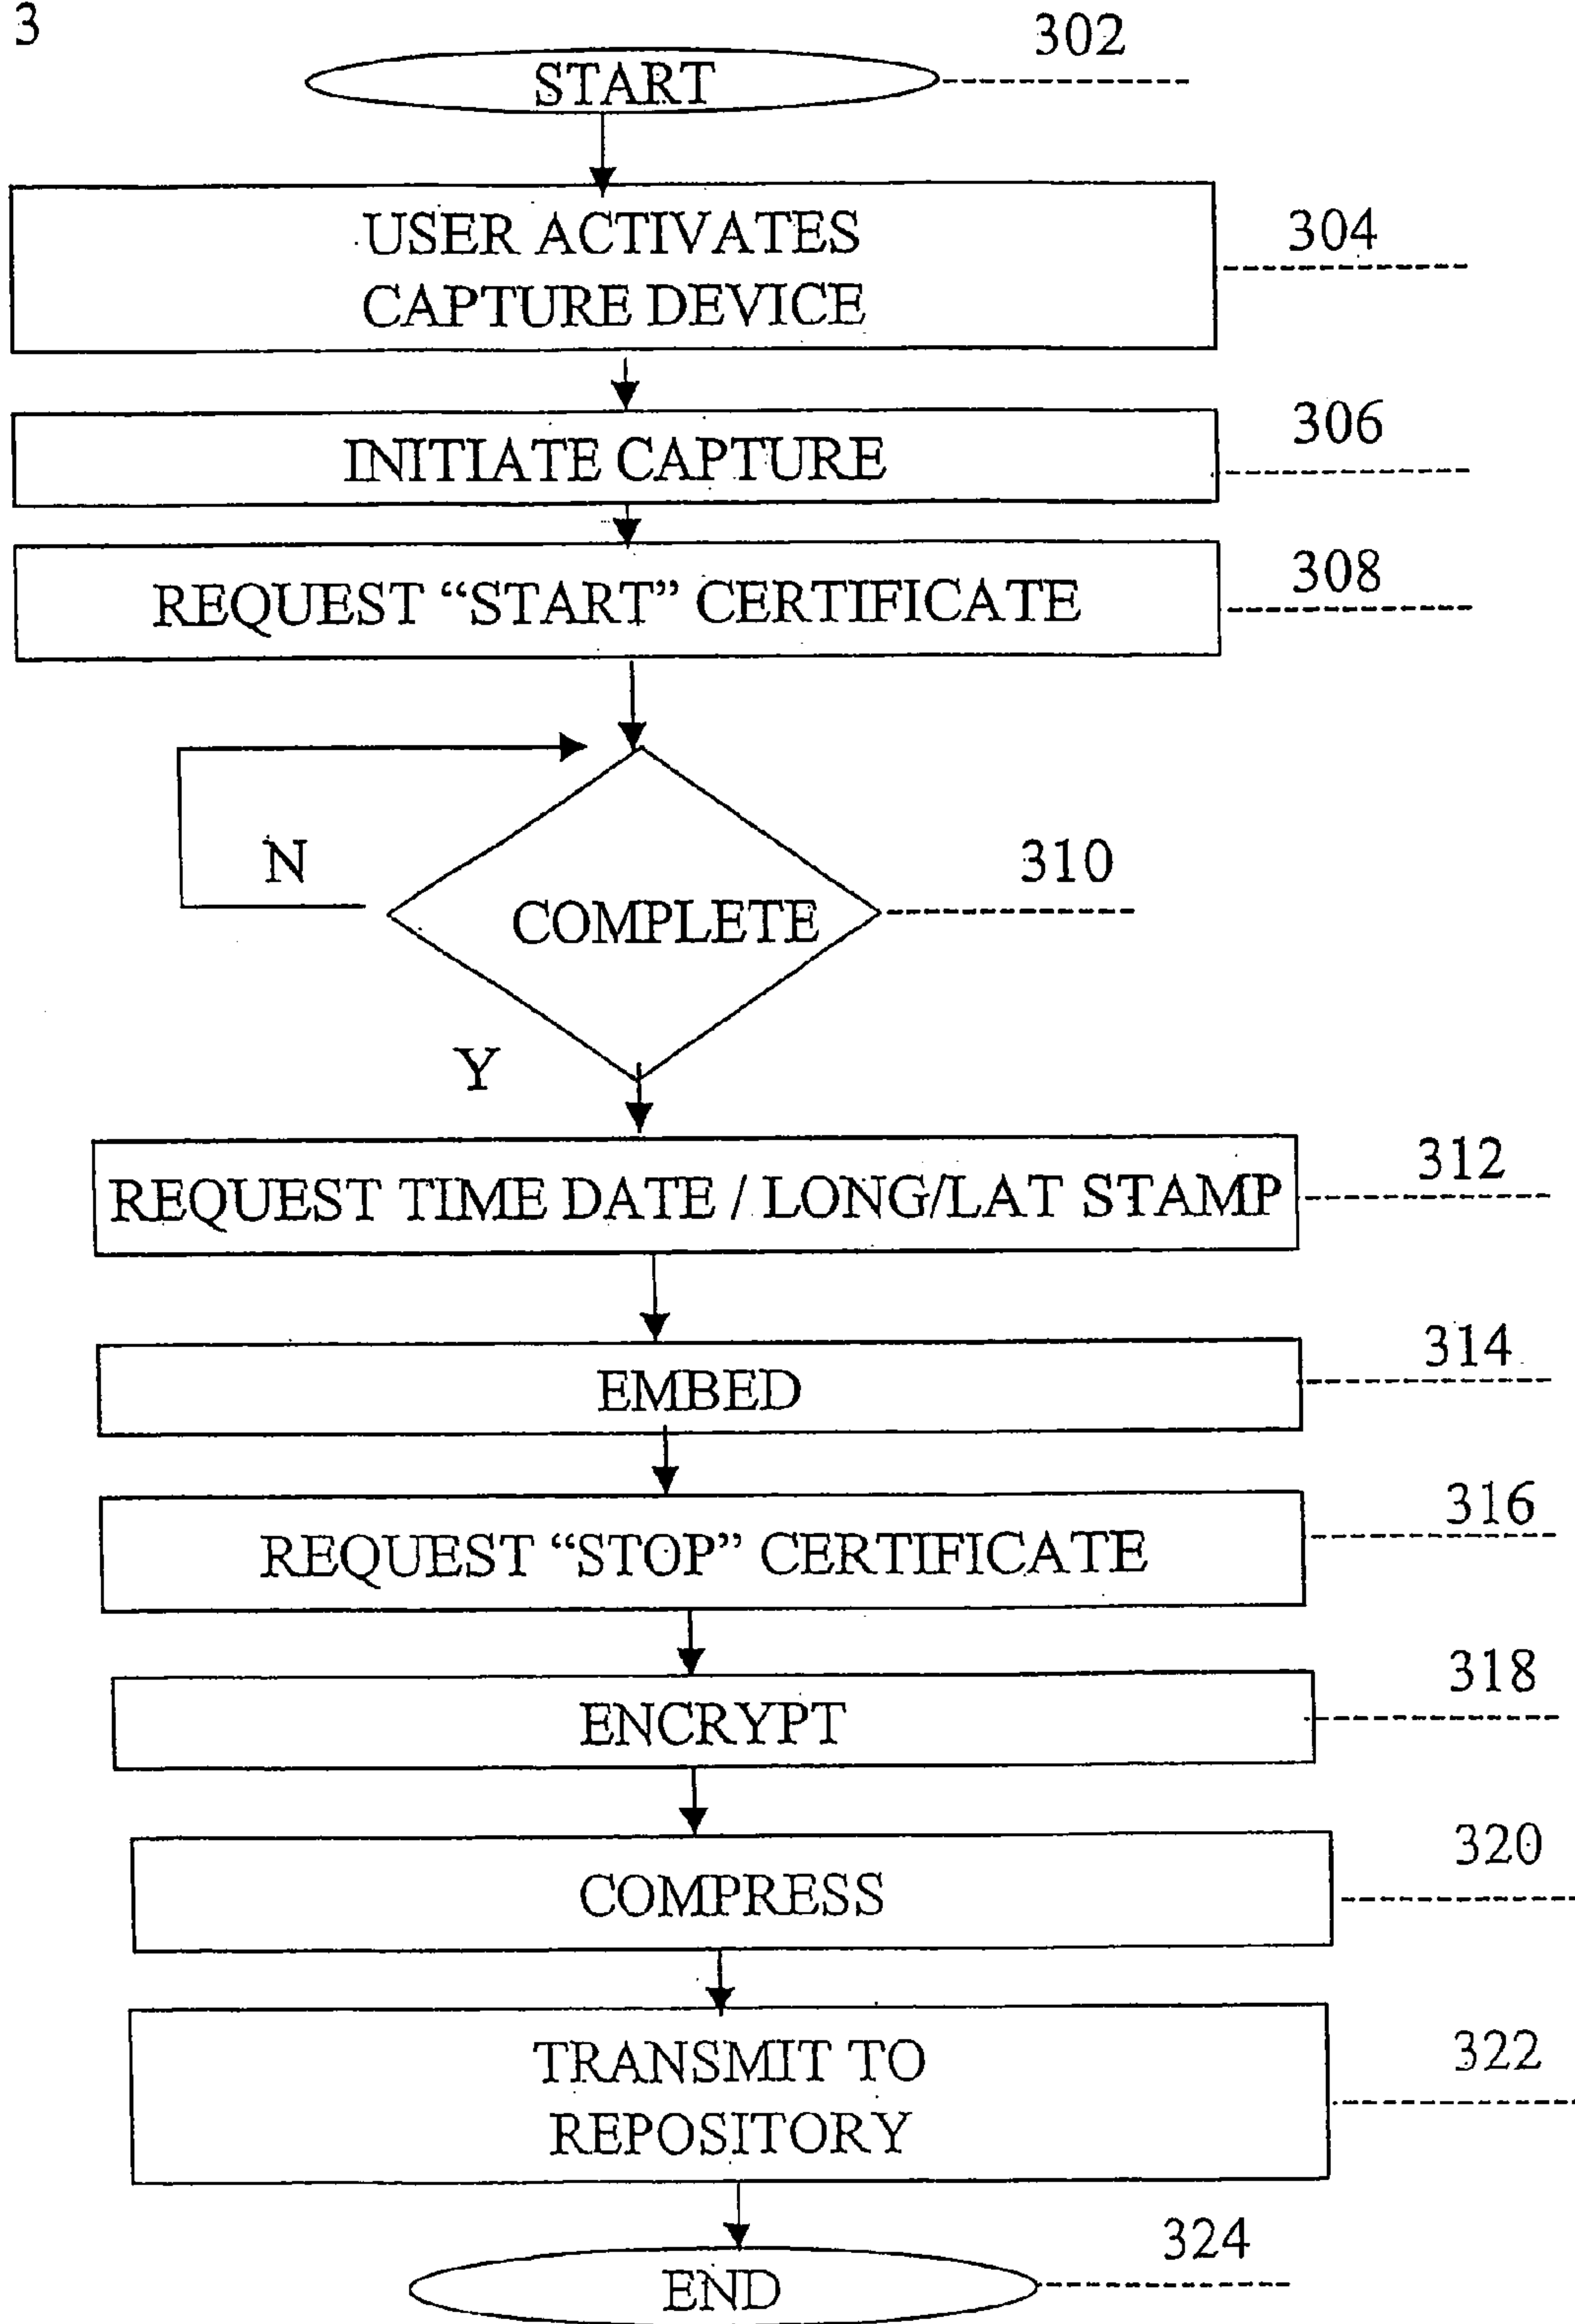 3
302
START
USER ACTIVATES
CAPTURE DEVICE
304
INITIATE CAPTURE
306
REQUEST “START” CERTIFICATE
308
N
COMPLETE
310
Y
REQUEST TIME DATE / LONG/LAT STAMP
312
EMBED
314
REQUEST “STOP” CERTIFICATE
316
ENCRYPT
318
COMPRESS
320
TRANSMIT TO
REPOSITORY
322
END
324